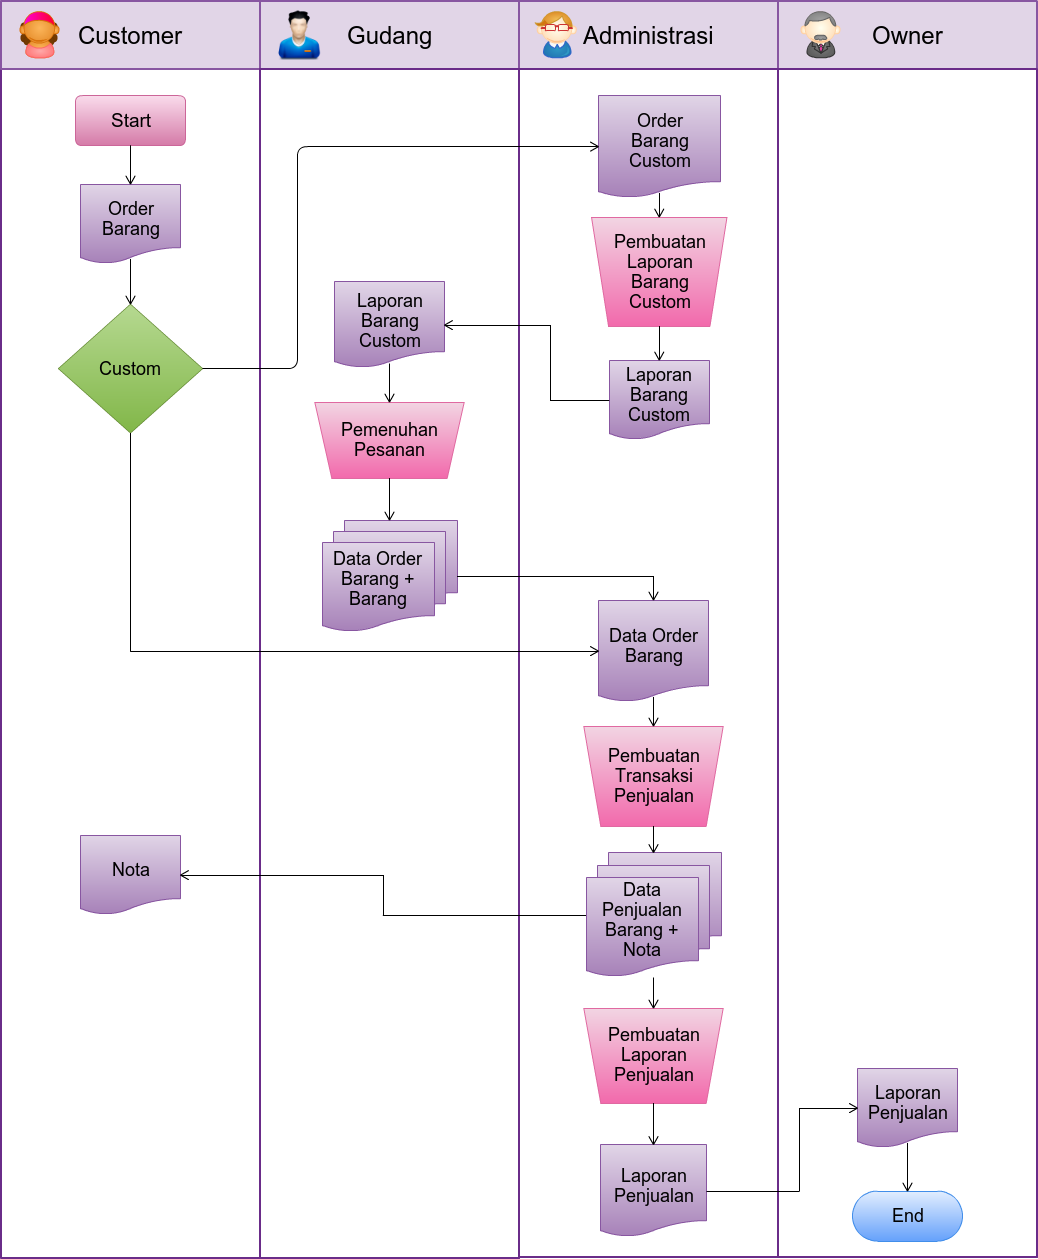 Customer
Gudang
Administrasi
Owner
Start
Order
Barang
Custom
Order
Barang
Custom
Pembuatan
Laporan
Barang
Custom
Laporan
Barang
Custom
Laporan
Barang
Custom
Pemenuhan
Pesanan
Data Order
Barang +
Barang
Data Order
Barang
Pembuatan
Transaksi
Penjualan
Data
Penjualan
Barang +
Nota
Nota
Pembuatan
Laporan
Penjualan
Laporan
Penjualan
Laporan
Penjualan
End